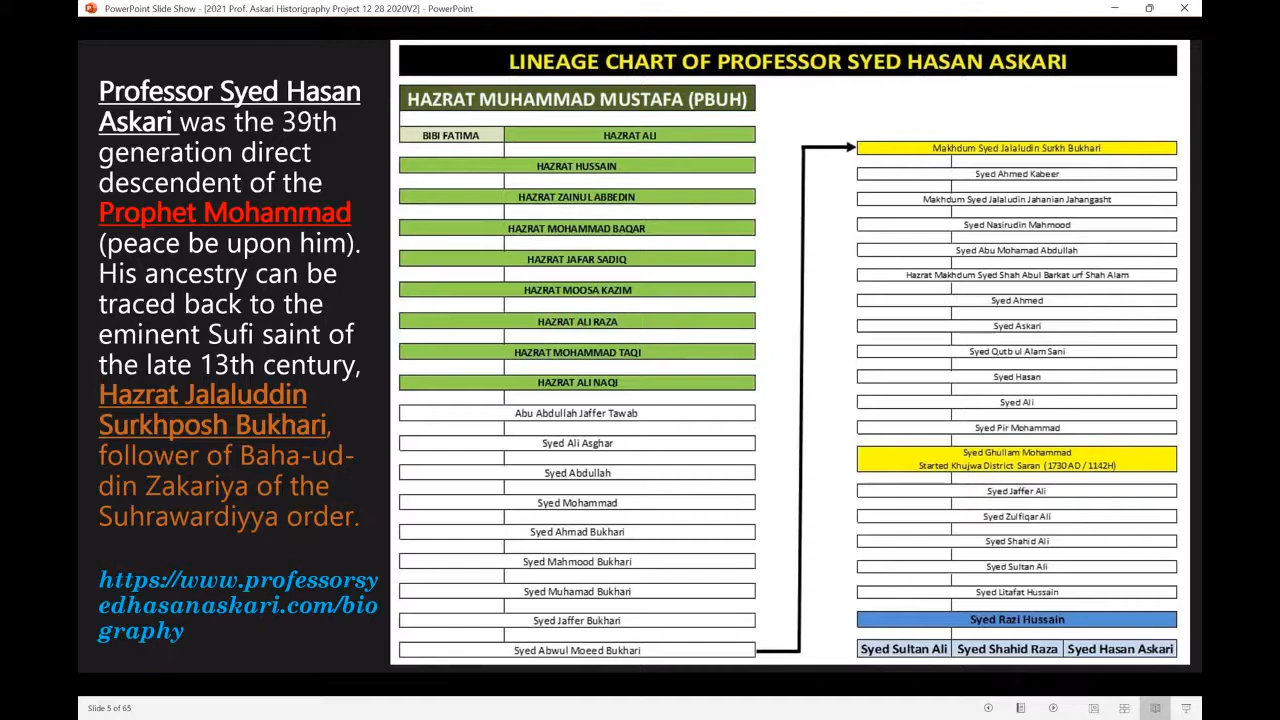 PowerPoint Slide Show - [2021 Prof. Askari Historigraphy Project 12 28 2020V2] - PowerPoint
Professor Syed Hasan
Askari was the 39th
generation direct
descendent of the
Prophet Mohammad
(peace be upon him).
His ancestry can be
traced back to the
eminent Sufi saint of
the late 13th century,
Hazrat Jalaluddin
Surkhposh Bukhari,
follower of Baha-ud-
din Zakariya of the
Suhrawardiyya order.
https://www.professorsy
edhasanaskari.com/bio
graphy
LINEAGE CHART OF PROFESSOR SYED HASAN ASKARI
HAZRAT MUHAMMAD MUSTAFA (PBUH)
BIBI FATIMA HAZRAT ALI
HAZRAT HUSSAIN
HAZRAT ZAINUL ABBEDIN
HAZRAT MOHAMMAD BAQAR
HAZRAT JAFAR SADIQ
HAZRAT MOOSA KAZIM
HAZRAT ALI RAZA
HAZRAT MOHAMMAD TAQI
HAZRAT ALI NAQI
Abu Abdullah Jaffer Tawab
Syed Ali Asghar
Syed Abdullah
Syed Mohammad
Syed Ahmad Bukhari
Syed Mahmood Bukhari
Syed Muhamad Bukhari
Syed Jaffer Bukhari
Syed Abwul Moeed Bukhari
Makhdum Syed Jalaludin Surkh Bukhari
Syed Ahmed Kabeer
Makhdum Syed Jalaludin Jahanian Jahangasht
Syed Nasirudin Mahmood
Syed Abu Mohamad Abdullah
Hazrat Makhdum Syed Shah Abul Barkat urf Shah Alam
Syed Ahmed
Syed Askari
Syed Qutb ul Alam Sani
Syed Hasan
Syed Ali
Syed Pir Mohammad
Syed Ghullam Mohammad
Started Khujwa District Saran (1730 AD / 1142H)
Syed Jaffer Ali
Syed Zulfiqar Ali
Syed Shahid Ali
Syed Sultan Ali
Syed Litafat Hussain
Syed Razi Hussain
Syed Sultan Ali Syed Shahid Raza Syed Hasan Askari
Slide 5 of 65